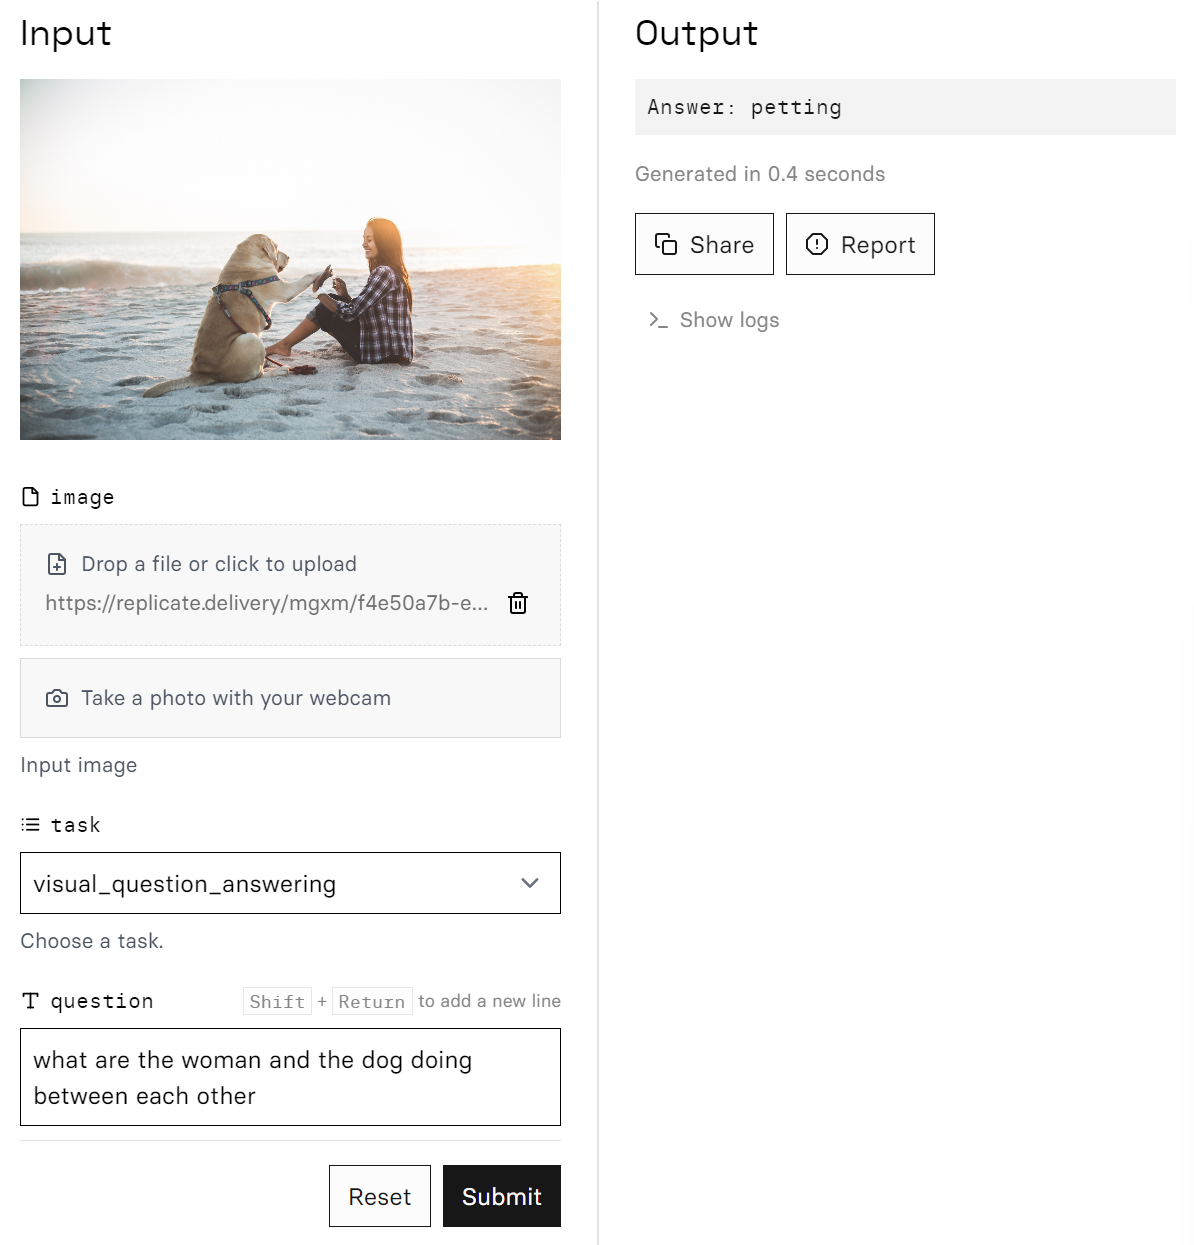 Input
image
Drop a file or click to upload
https://replicate.delivery/mgxm/f4e50a7b-e...
Take a photo with your webcam
Input image
task
visual_question_answering
Choose a task.
question Shift + Return to add a new line
what are the woman and the dog doing
between each other
Reset Submit
Output
Answer: petting
Generated in 0.4 seconds
Share Report
Show logs